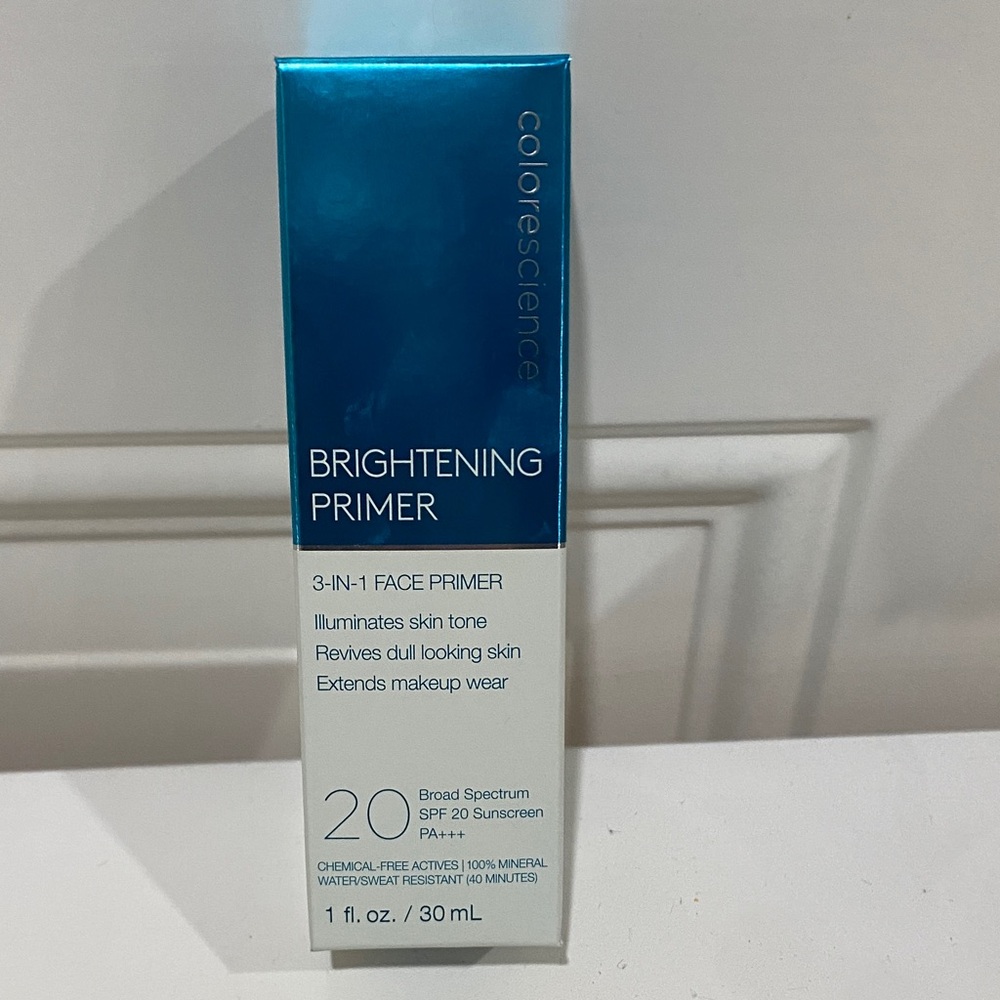 colorescience
BRIGHTENING
PRIMER
3-IN-1 FACE PRIMER
Illuminates skin tone
Revives dull looking skin
Extends makeup wear
20
Broad Spectrum
SPF 20 Sunscreen
PA+++
CHEMICAL-FREE ACTIVES | 100% MINERAL
WATER/SWEAT RESISTANT (40 MINUTES)
1 fl. oz. / 30 mL